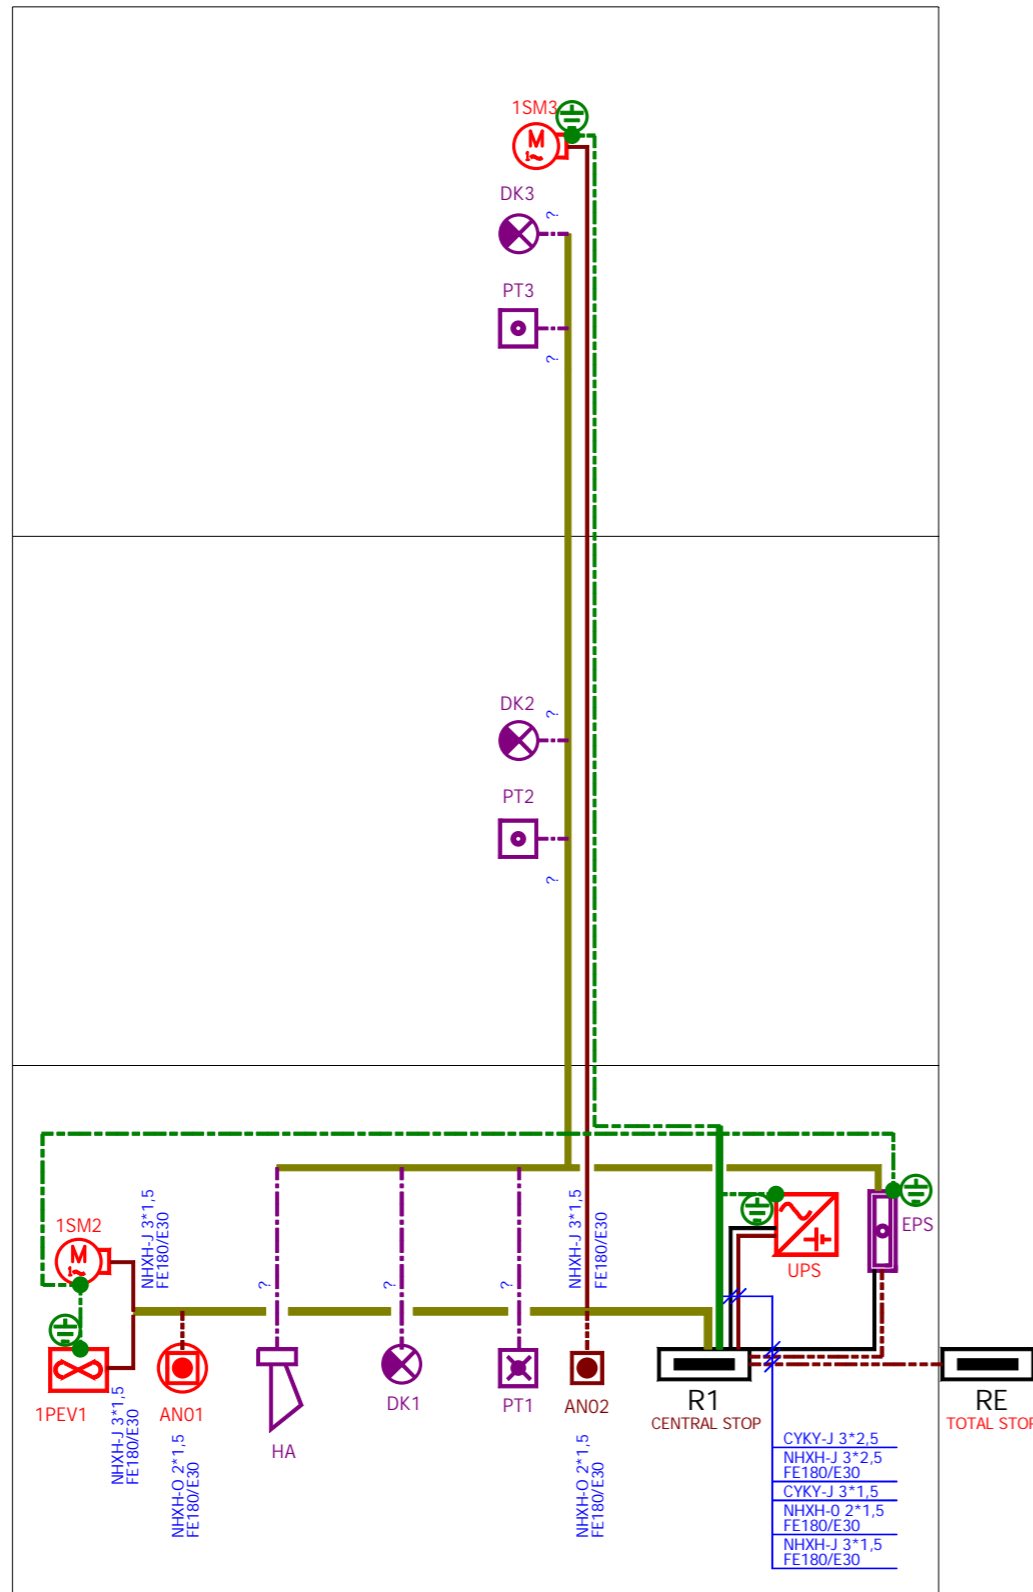 1SM3
M
1~
DK3
?
PT3
?
DK2
?
PT2
?
1SM2
M
1~
NHXH-J 3*1,5
FE180/E30
NHXH-J 3*1,5
FE180/E30
EPS
UPS
?
?
?
1PEV1
AN01
HA
DK1
PT1
AN02
R1
CENTRAL STOP
RE
TOTAL STOP
NHXH-J 3*1,5
FE180/E30
NHXH-O 2*1,5
FE180/E30
NHXH-O 2*1,5
FE180/E30
CYKY-J 3*2,5
NHXH-J 3*2,5
FE180/E30
CYKY-J 3*1,5
NHXH-0 2*1,5
FE180/E30
NHXH-J 3*1,5
FE180/E30